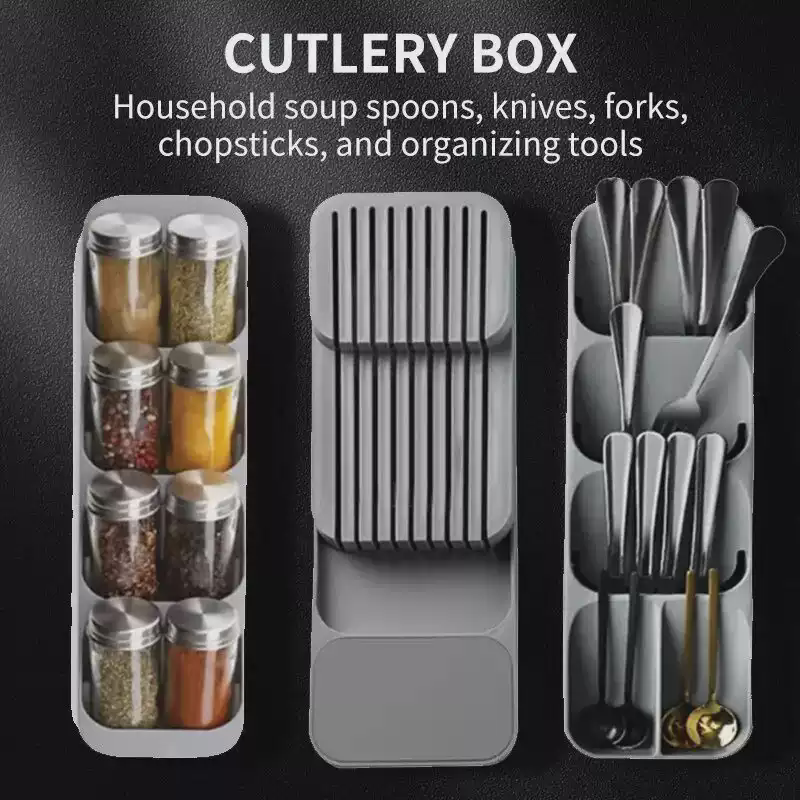 CUTLERY BOX
Household soup spoons, knives, forks,
chopsticks, and organizing tools